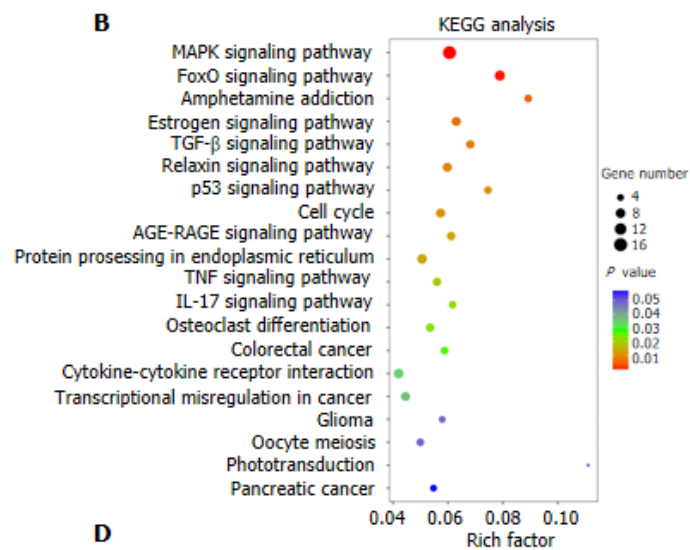 B
KEGG analysis
MAPK signaling pathway
FoxO signaling pathway
Amphetamine addiction
Estrogen signaling pathway
TGF-β signaling pathway
Relaxin signaling pathway
p53 signaling pathway
Cell cycle
AGE-RAGE signaling pathway
Protein prosessing in endoplasmic reticulum
TNF signaling pathway
IL-17 signaling pathway
Osteoclast differentiation
Colorectal cancer
Cytokine-cytokine receptor interaction
Transcriptional misregulation in cancer
Glioma
Oocyte meiosis
Phototransduction
Pancreatic cancer
0.04 0.06 0.08 0.10
Rich factor
Gene number
4
8
12
16
P value
0.05
0.04
0.03
0.02
0.01
D